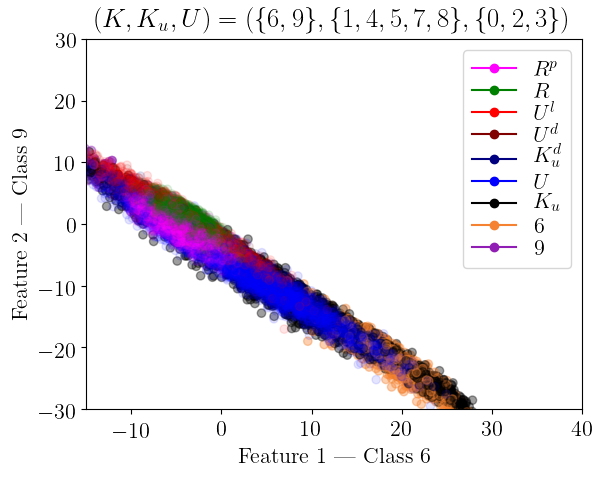 (K, K_u, U) = ({6, 9}, {1, 4, 5, 7, 8}, {0, 2, 3})
30
20
10
0
−10
−20
−30
Feature 2 — Class 9
R^p
R
U^l
U^d
K_u^d
U
K_u
6
9
−10 0 10 20 30 40
Feature 1 — Class 6